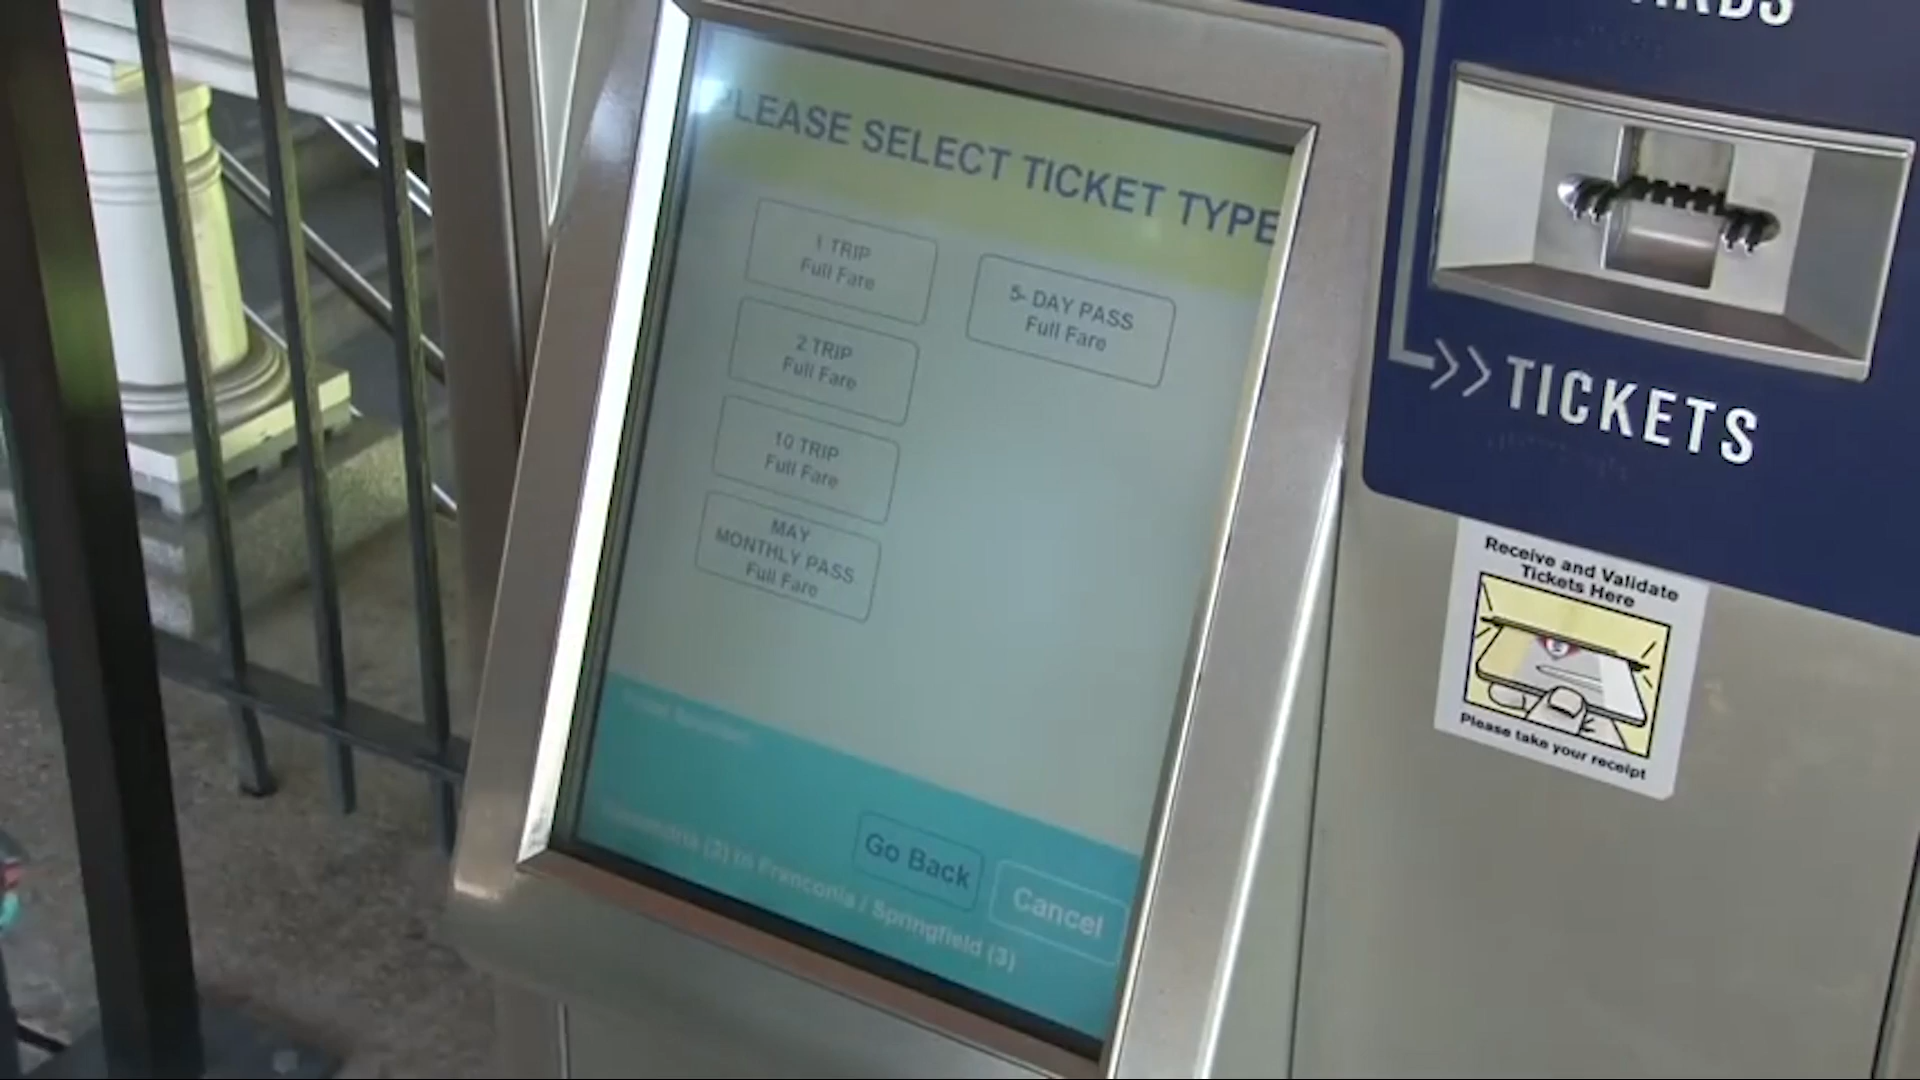 PLEASE SELECT TICKET TYPE
1 TRIP
Full Fare
5- DAY PASS
Full Fare
2 TRIP
Full Fare
10 TRIP
Full Fare
MAY
MONTHLY PASS
Full Fare
Go Back
Cancel
(2) to Franconia / Springfield (3)
TICKETS
Receive and Validate
Tickets Here
Please take your receipt